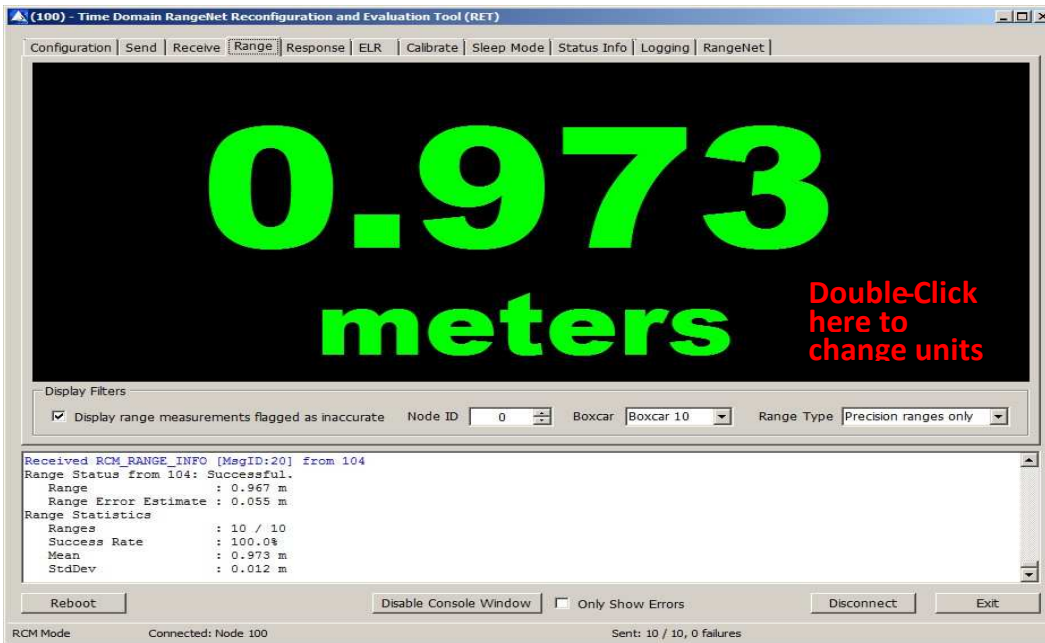 (100) - Time Domain RangeNet Reconfiguration and Evaluation Tool (RET)
Configuration Send Receive Range Response ELR Calibrate Sleep Mode Status Info Logging RangeNet
0.973
meters
Double-Click
here to
change units
Display Filters
Display range measurements flagged as inaccurate Node ID 0 Boxcar Boxcar 10 Range Type Precision ranges only
Received RCM_RANGE_INFO [MsgID:20] from 104
Range Status from 104: Successful.
Range : 0.967 m
Range Error Estimate : 0.055 m
Range Statistics
Ranges : 10 / 10
Success Rate : 100.0%
Mean : 0.973 m
StdDev : 0.012 m
Reboot Disable Console Window Only Show Errors Disconnect Exit
RCM Mode Connected: Node 100 Sent: 10 / 10, 0 failures